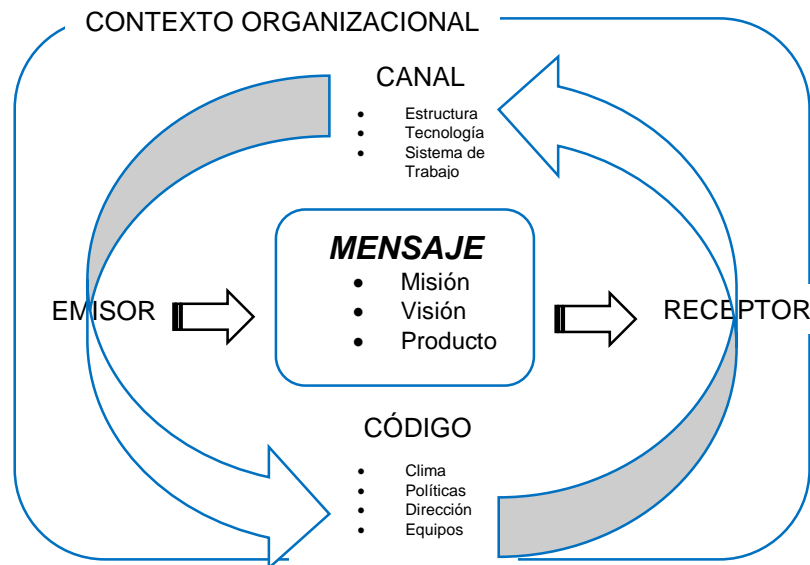 CONTEXTO ORGANIZACIONAL
CANAL
• Estructura
• Tecnología
• Sistema de
Trabajo
MENSAJE
• Misión
• Visión
• Producto
EMISOR
RECEPTOR
CÓDIGO
• Clima
• Políticas
• Dirección
• Equipos